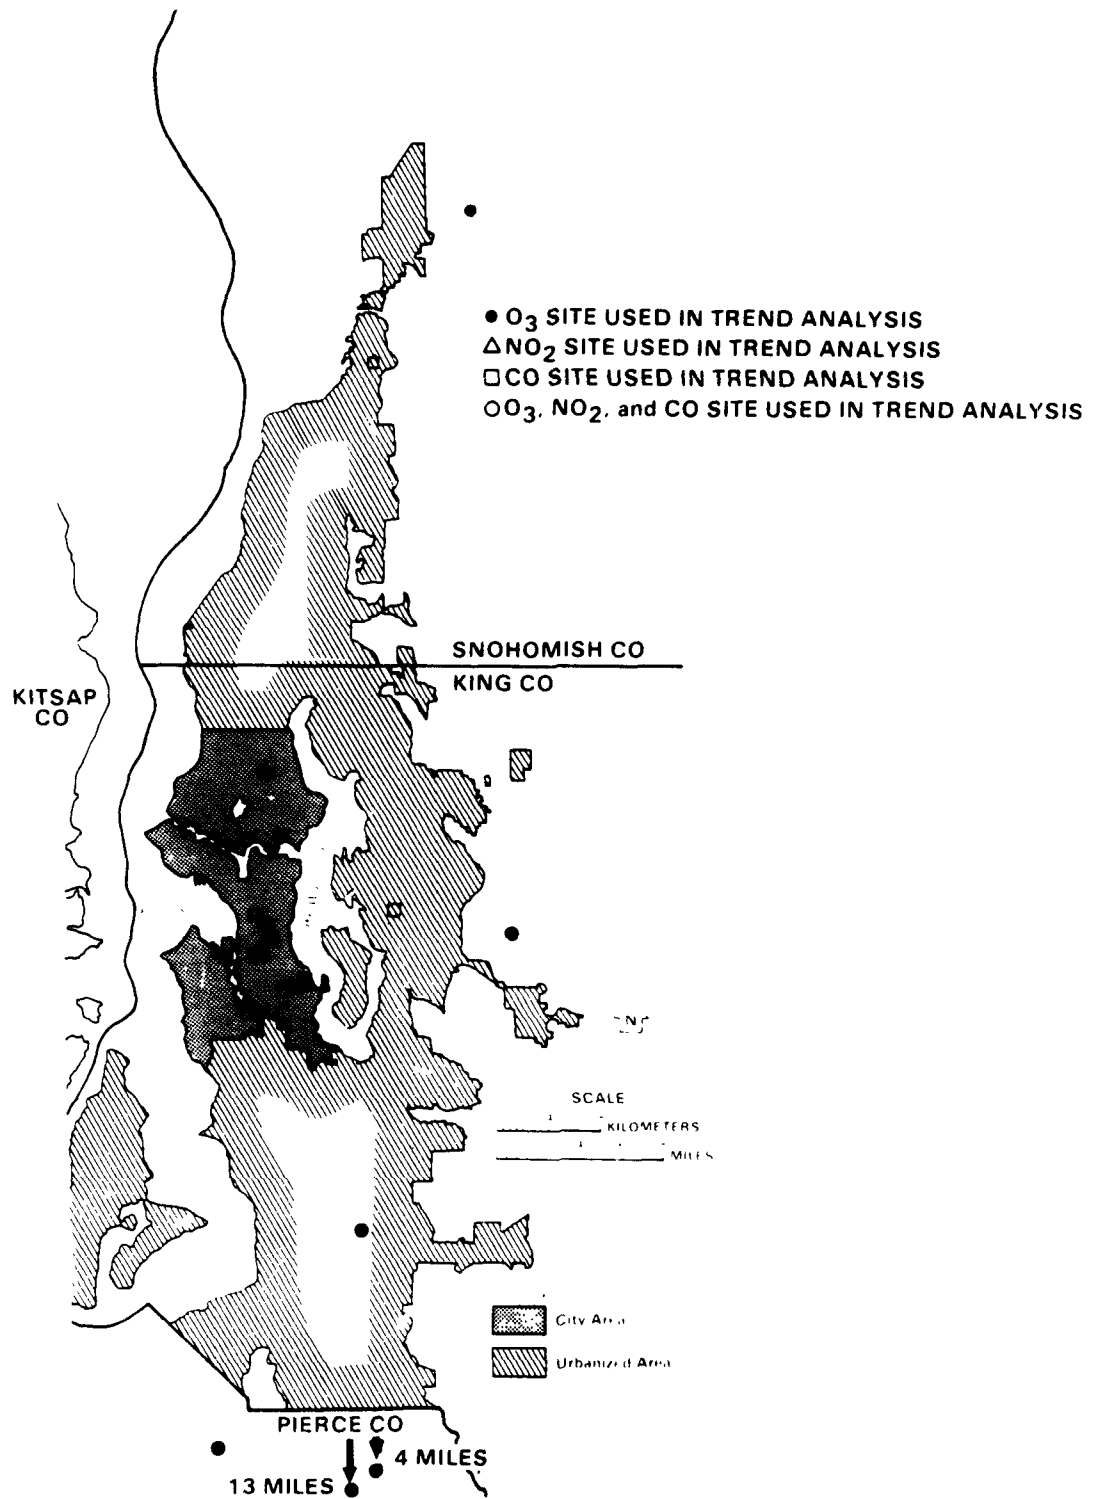 ● O3 SITE USED IN TREND ANALYSIS
△ NO2 SITE USED IN TREND ANALYSIS
□ CO SITE USED IN TREND ANALYSIS
○ O3, NO2, and CO SITE USED IN TREND ANALYSIS
SNOHOMISH CO
KING CO
KITSAP
CO
N
SCALE
KILOMETERS
MILES
City Area
Urbanized Area
PIERCE CO
4 MILES
13 MILES